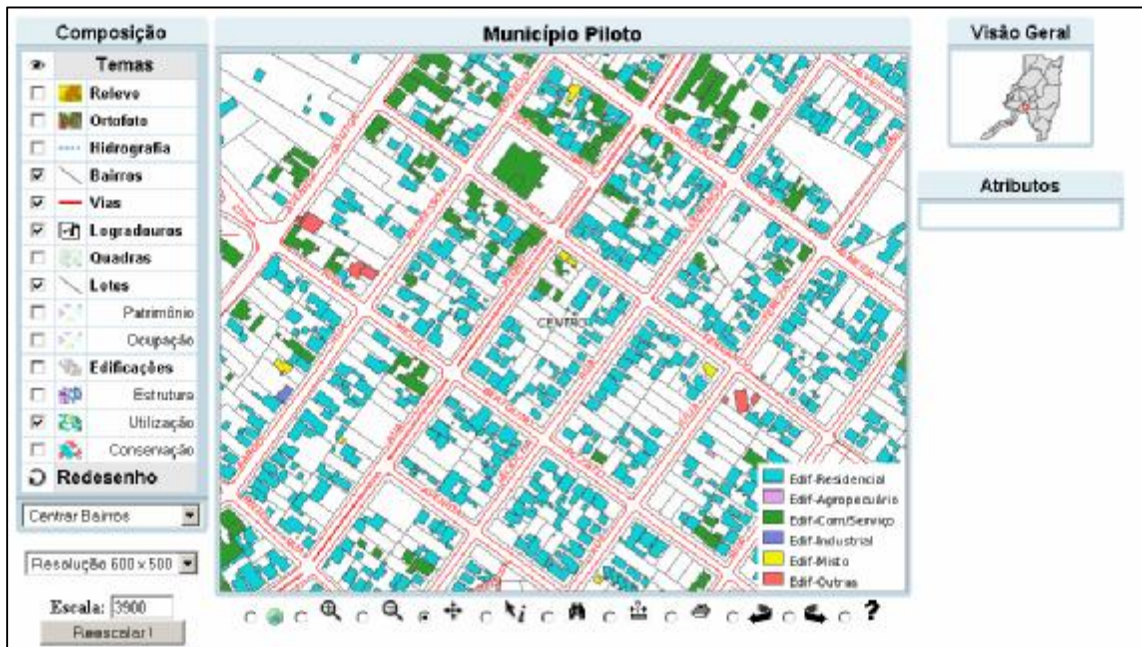 Composição
Temas
Relevo
Ortofoto
Hidrografia
Bairros
Vias
Logradouros
Quadras
Lotes
Patrimônio
Ocupação
Edificações
Estrutura
Utilização
Conservação
Redesenho
Centrar Bairros
Resolução 600 x 500
Escala: 3900
Reescalar !
Município Piloto
CENTRO
Edif-Residencial
Edif-Agropecuário
Edif-Com/Serviço
Edif-Industrial
Edif-Misto
Edif-Outras
?
Visão Geral
Atributos